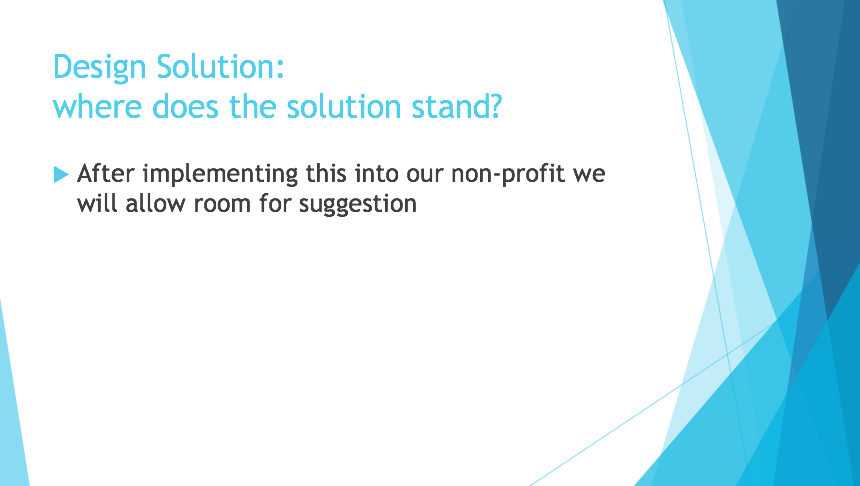 Design Solution:
where does the solution stand?
After implementing this into our non-profit we
will allow room for suggestion